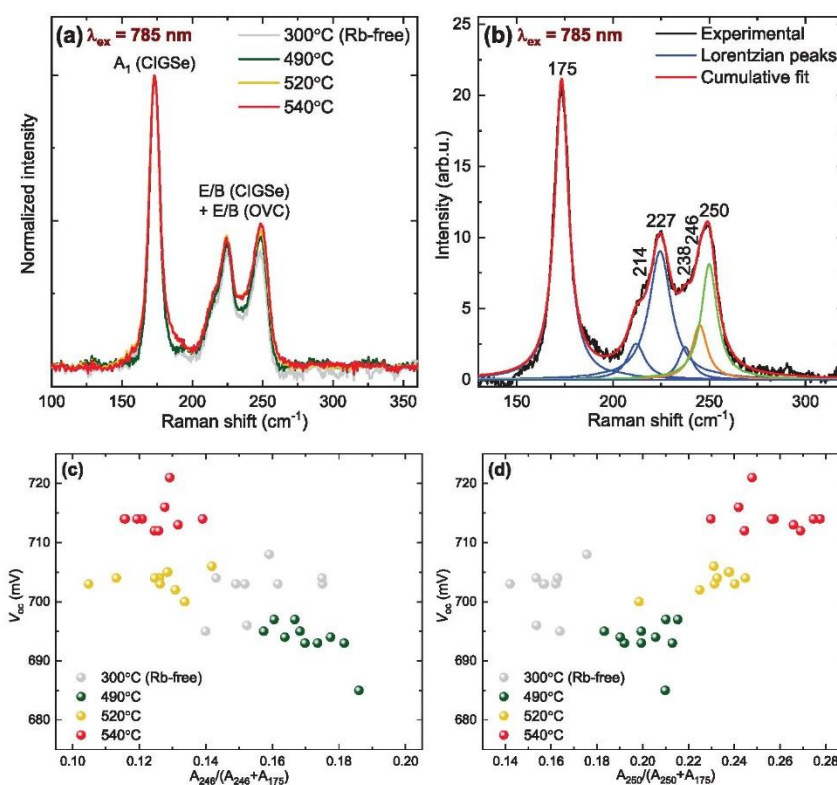 (a) λex = 785 nm
A1 (CIGSe)
300°C (Rb-free)
490°C
520°C
540°C
E/B (CIGSe)
+ E/B (OVC)
Normalized intensity
100 150 200 250 300 350
Raman shift (cm-1)
(b) λex = 785 nm
Experimental
Lorentzian peaks
Cumulative fit
175
214
227
238
246
250
Intensity (arb.u.)
25
20
15
10
5
0
150 200 250 300
Raman shift (cm-1)
(c)
Voc (mV)
720
710
700
690
680
300°C (Rb-free)
490°C
520°C
540°C
0.10 0.12 0.14 0.16 0.18 0.20
A246/(A246+A175)
(d)
Voc (mV)
720
710
700
690
680
300°C (Rb-free)
490°C
520°C
540°C
0.14 0.16 0.18 0.20 0.22 0.24 0.26 0.28
A250/(A250+A175)